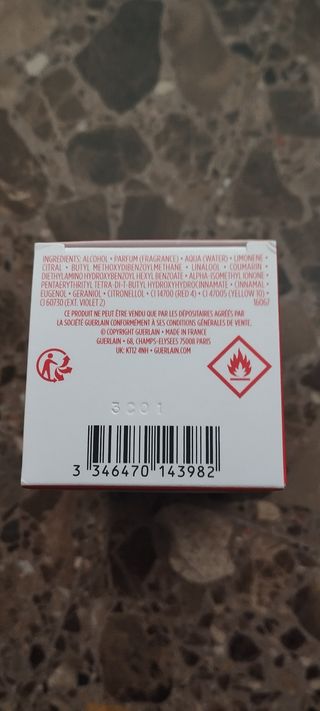 INGREDIENTS: ALCOHOL • PARFUM (FRAGRANCE) • AQUA (WATER) • LIMONENE •
CITRAL • BUTYL METHOXYDIBENZOYLMETHANE • LINALOOL • COUMARIN •
DIETHYLAMINO HYDROXYBENZOYL HEXYL BENZOATE • ALPHA-ISOMETHYL IONONE •
PENTAERYTHRITYL TETRA-DI-T-BUTYL HYDROXYHYDROCINNAMATE • CINNAMAL •
EUGENOL • GERANIOL • CITRONELLOL • CI 14700 (RED 4) • CI 47005 (YELLOW 10) •
CI 60730 (EXT. VIOLET 2) 16067
CE PRODUIT NE PEUT ÊTRE VENDU QUE PAR LES DÉPOSITAIRES AGRÉÉS PAR
LA SOCIÉTÉ GUERLAIN CONFORMÉMENT À SES CONDITIONS GÉNÉRALES DE VENTE.
© COPYRIGHT GUERLAIN • MADE IN FRANCE
GUERLAIN • 68, CHAMPS-ELYSEES 75008 PARIS
UK: KT12 4NH • GUERLAIN.COM
3C01
3 346470 143982